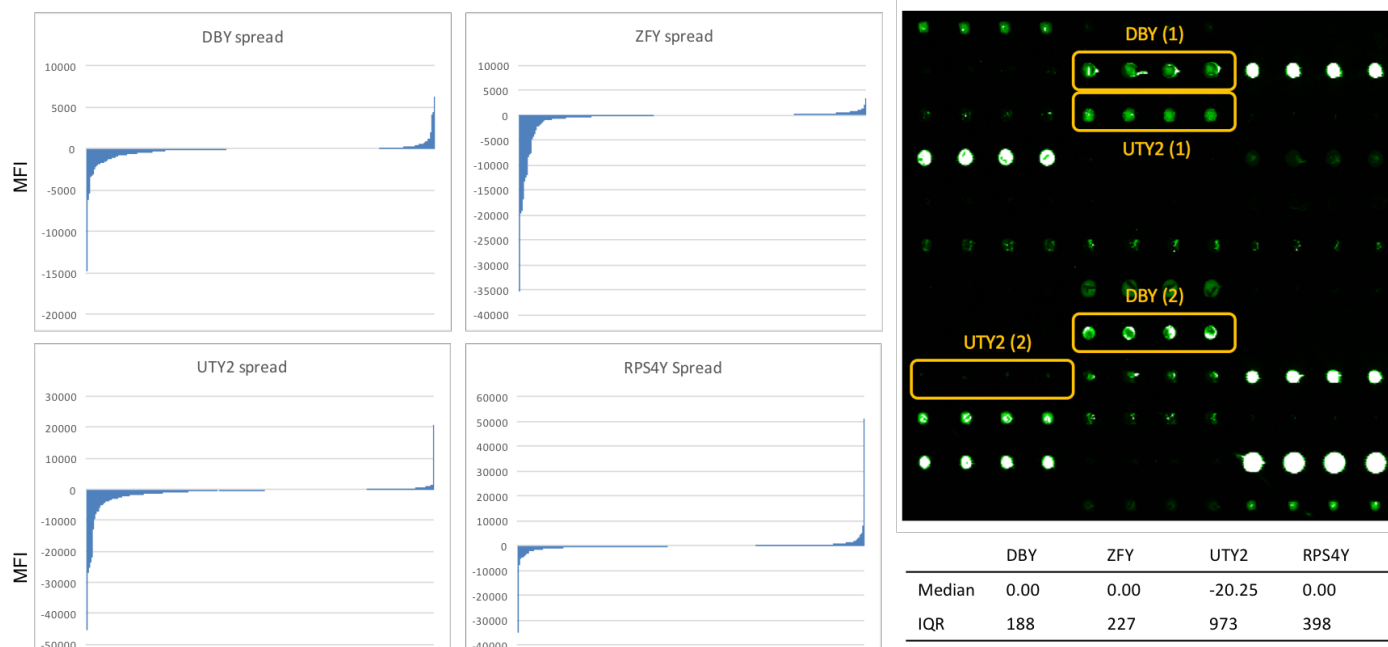 DBY spread
MFI
10000
5000
0
-5000
-10000
-15000
-20000
ZFY spread
10000
5000
0
-5000
-10000
-15000
-20000
-25000
-30000
-35000
-40000
UTY2 spread
MFI
30000
20000
10000
0
-10000
-20000
-30000
-40000
-50000
RPS4Y Spread
60000
50000
40000
30000
20000
10000
0
-10000
-20000
-30000
-40000
DBY (1)
UTY2 (1)
DBY (2)
UTY2 (2)
DBY ZFY UTY2 RPS4Y
Median 0.00 0.00 -20.25 0.00
IQR 188 227 973 398